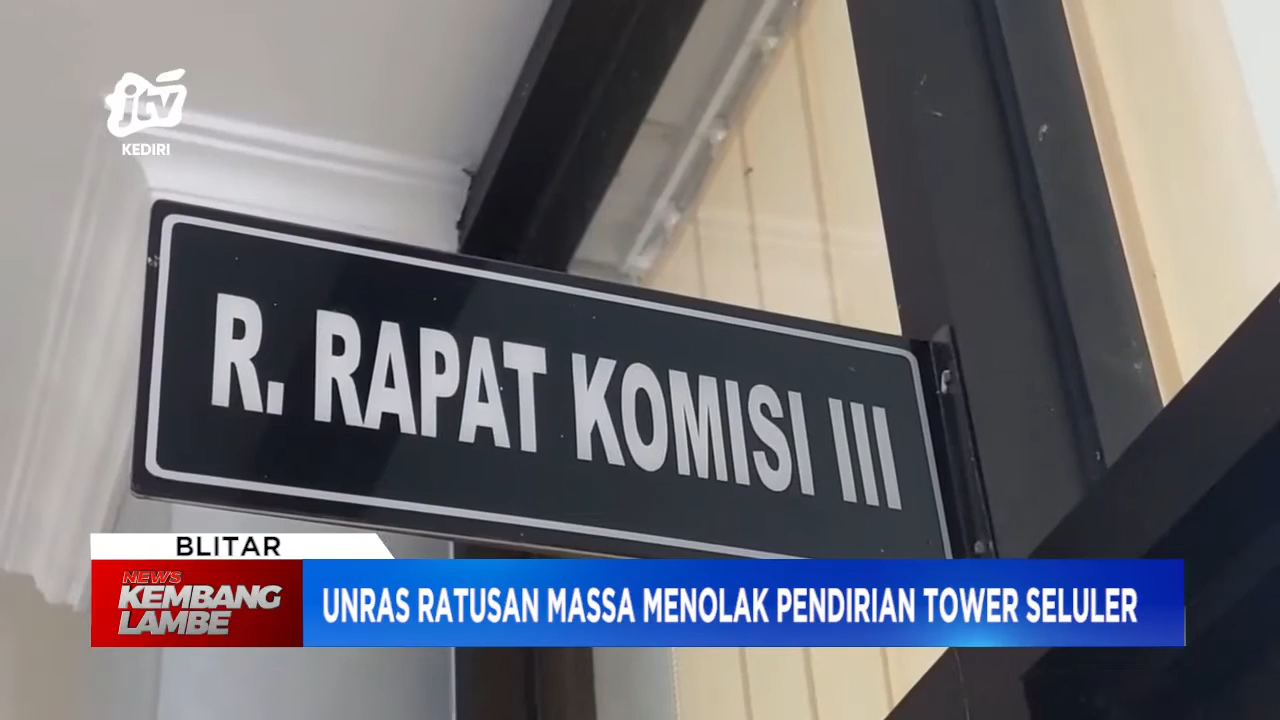 jtv
KEDIRI
R. RAPAT KOMISI III
BLITAR
NEWS
KEMBANG
LAMBE
UNRAS RATUSAN MASSA MENOLAK PENDIRIAN TOWER SELULER